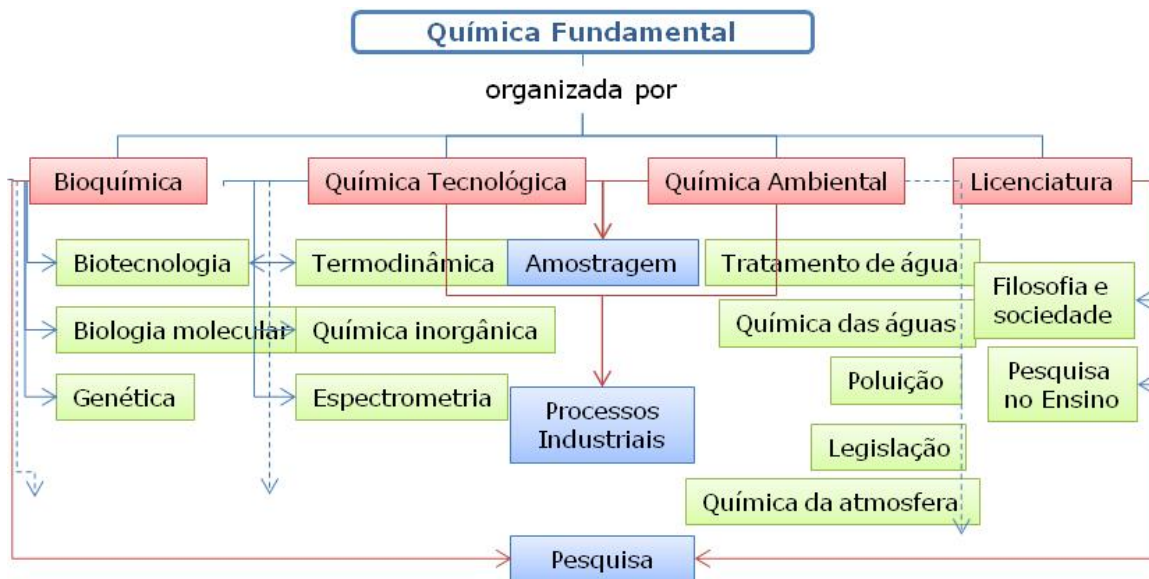 Química Fundamental
organizada por
Bioquímica
Química Tecnológica
Química Ambiental
Licenciatura
Biotecnologia
Termodinâmica
Amostragem
Tratamento de água
Filosofia e
sociedade
Biologia molecular
Química inorgânica
Química das águas
Poluição
Pesquisa
no Ensino
Genética
Espectrometria
Processos
Industriais
Legislação
Química da atmosfera
Pesquisa